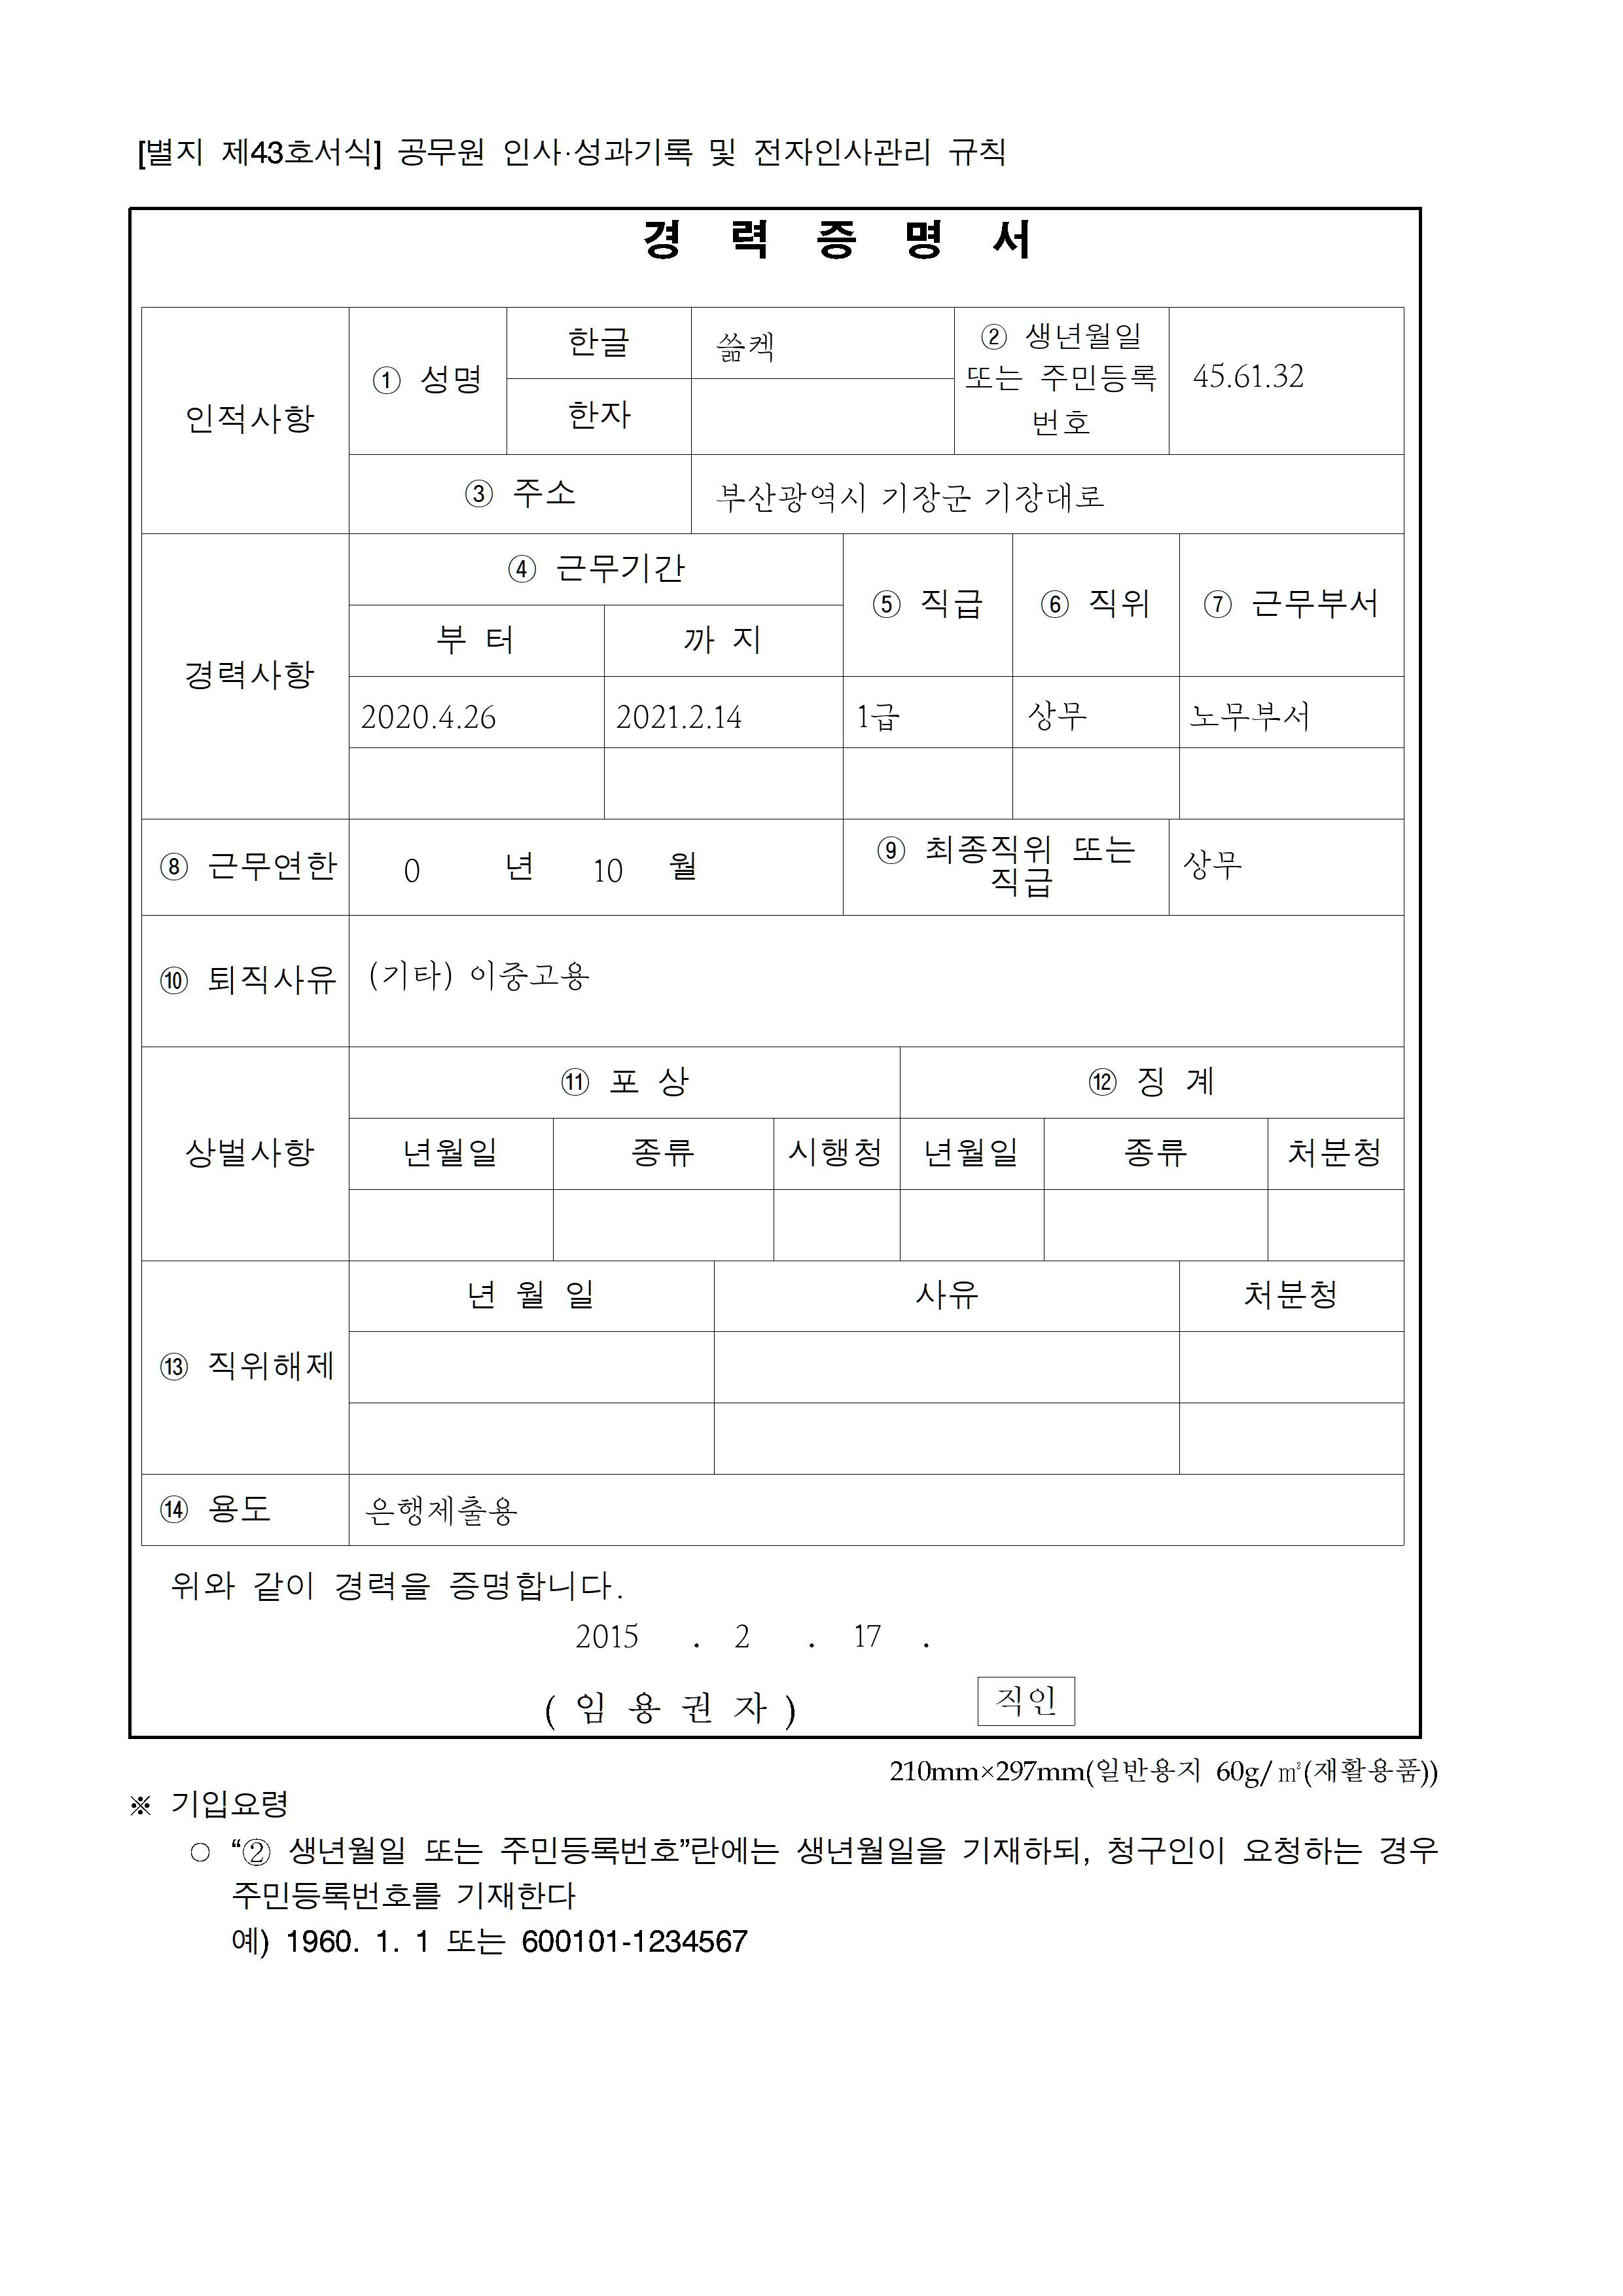 [별지 제43호서식] 공무원 인사·성과기록 및 전자인사관리 규칙
경 력 증 명 서
인적사항
① 성명
한글
쓺켁
② 생년월일
또는 주민등록
번호
45.61.32
한자
③ 주소
부산광역시 기장군 기장대로
경력사항
④ 근무기간
⑤ 직급
⑥ 직위
⑦ 근무부서
부 터
까 지
2020.4.26
2021.2.14
1급
상무
노무부서
⑧ 근무연한
0 년 10 월
⑨ 최종직위 또는
직급
상무
⑩ 퇴직사유
(기타) 이중고용
상벌사항
⑪ 포 상
⑫ 징 계
년월일
종류
시행청
년월일
종류
처분청
⑬ 직위해제
년 월 일
사유
처분청
⑭ 용도
은행제출용
위와 같이 경력을 증명합니다.
2015 . 2 . 17 .
( 임 용 권 자 )
직인
210mm×297mm(일반용지 60g/㎡(재활용품))
※ 기입요령
○ “② 생년월일 또는 주민등록번호”란에는 생년월일을 기재하되, 청구인이 요청하는 경우
주민등록번호를 기재한다
예) 1960. 1. 1 또는 600101-1234567